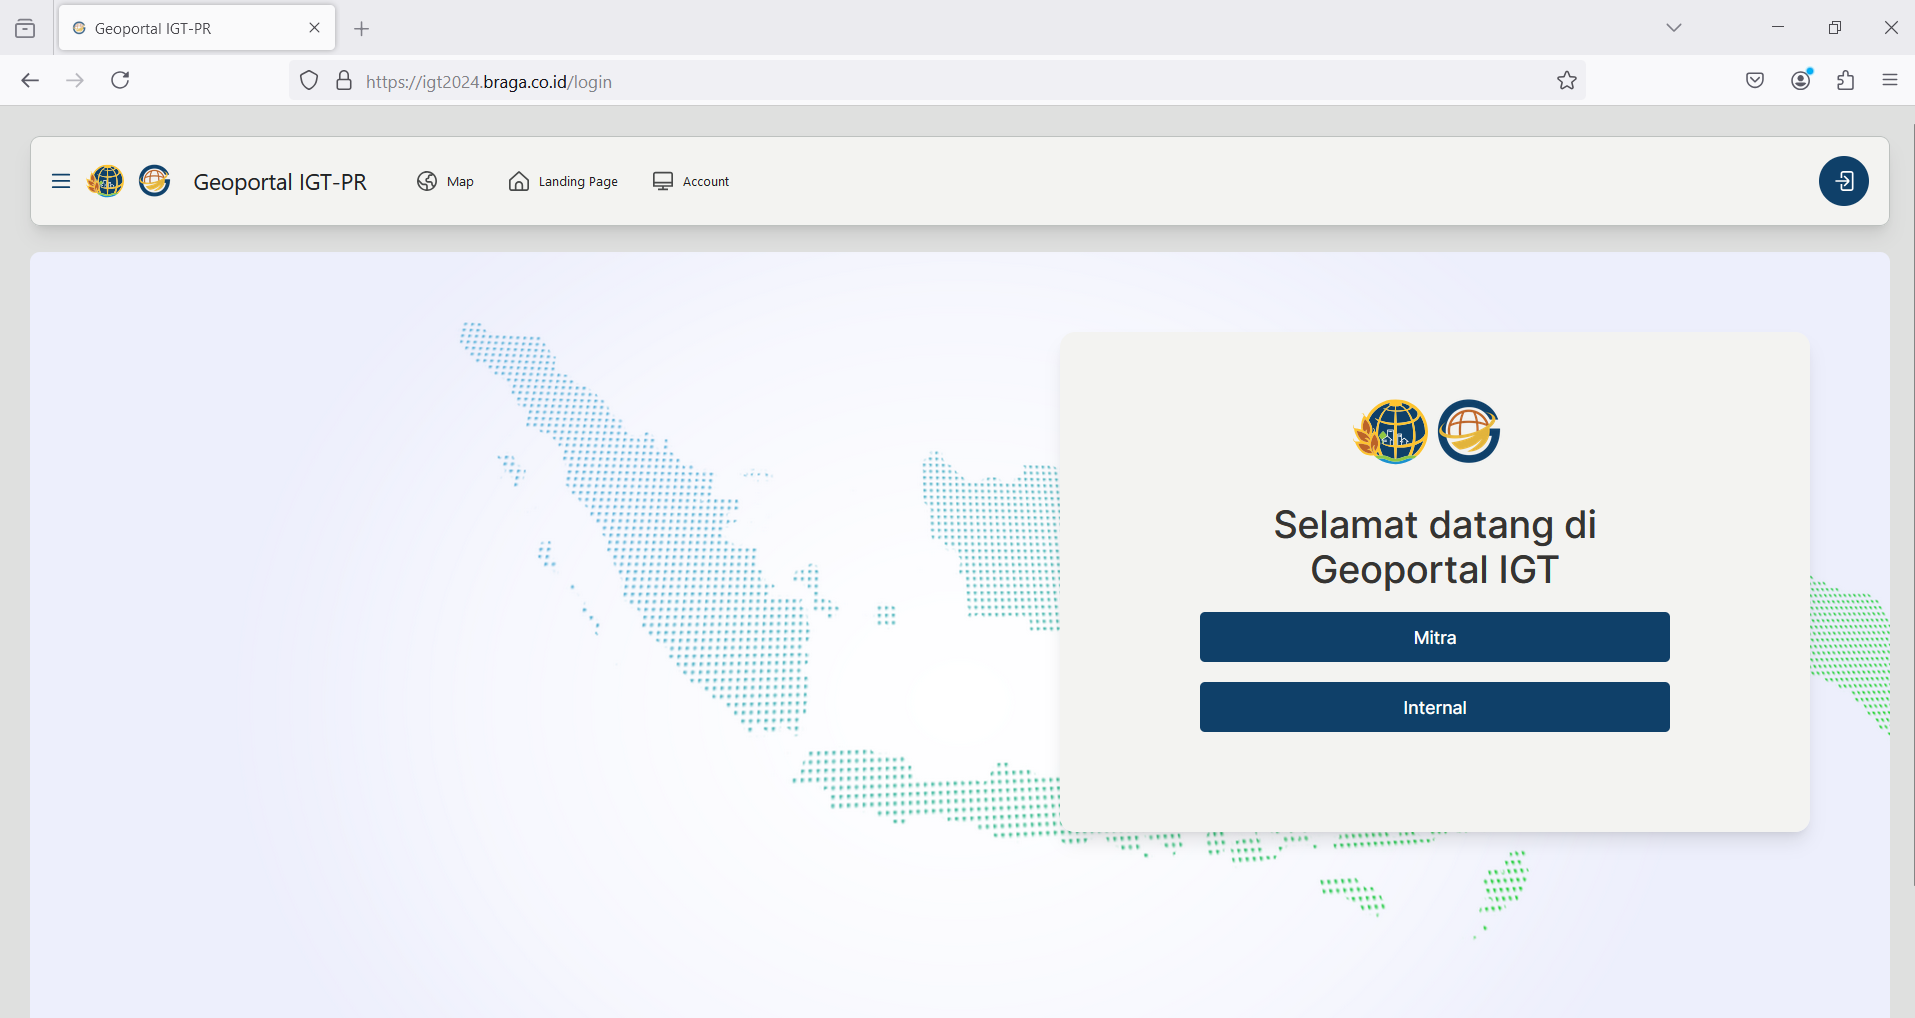 Geoportal IGT-PR
https://igt2024.braga.co.id/login
Geoportal IGT-PR
Map
Landing Page
Account
Selamat datang di
Geoportal IGT
Mitra
Internal